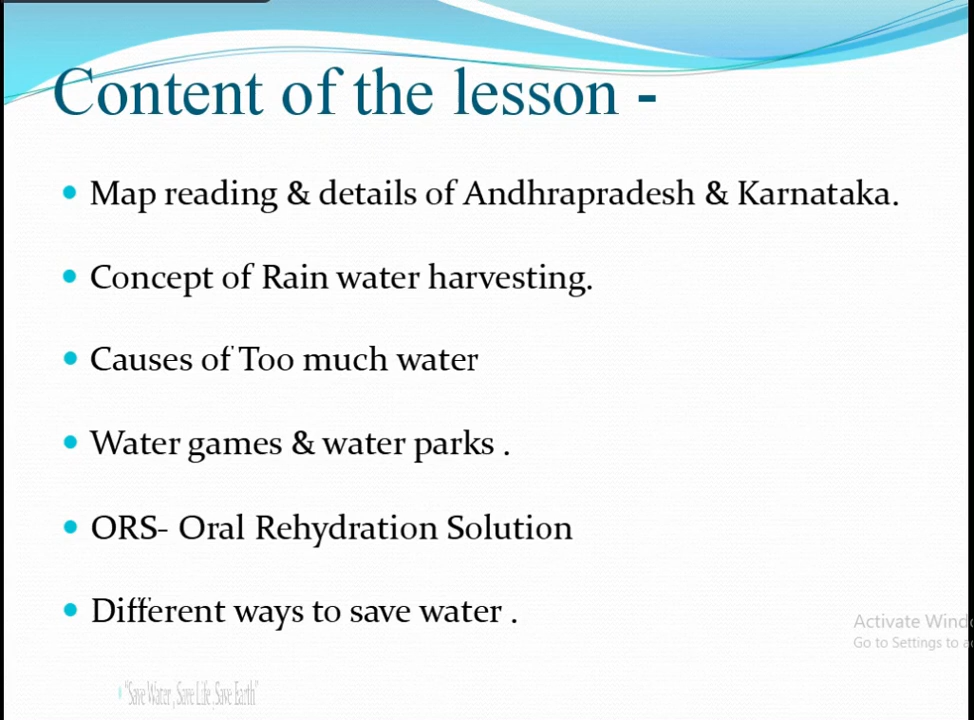 Content of the lesson -
Map reading & details of Andhrapradesh & Karnataka.
Concept of Rain water harvesting.
Causes of Too much water
Water games & water parks .
ORS- Oral Rehydration Solution
Different ways to save water .
Activate Wind
Go to Settings to a
"Save Water , Save Life ,Save Earth"